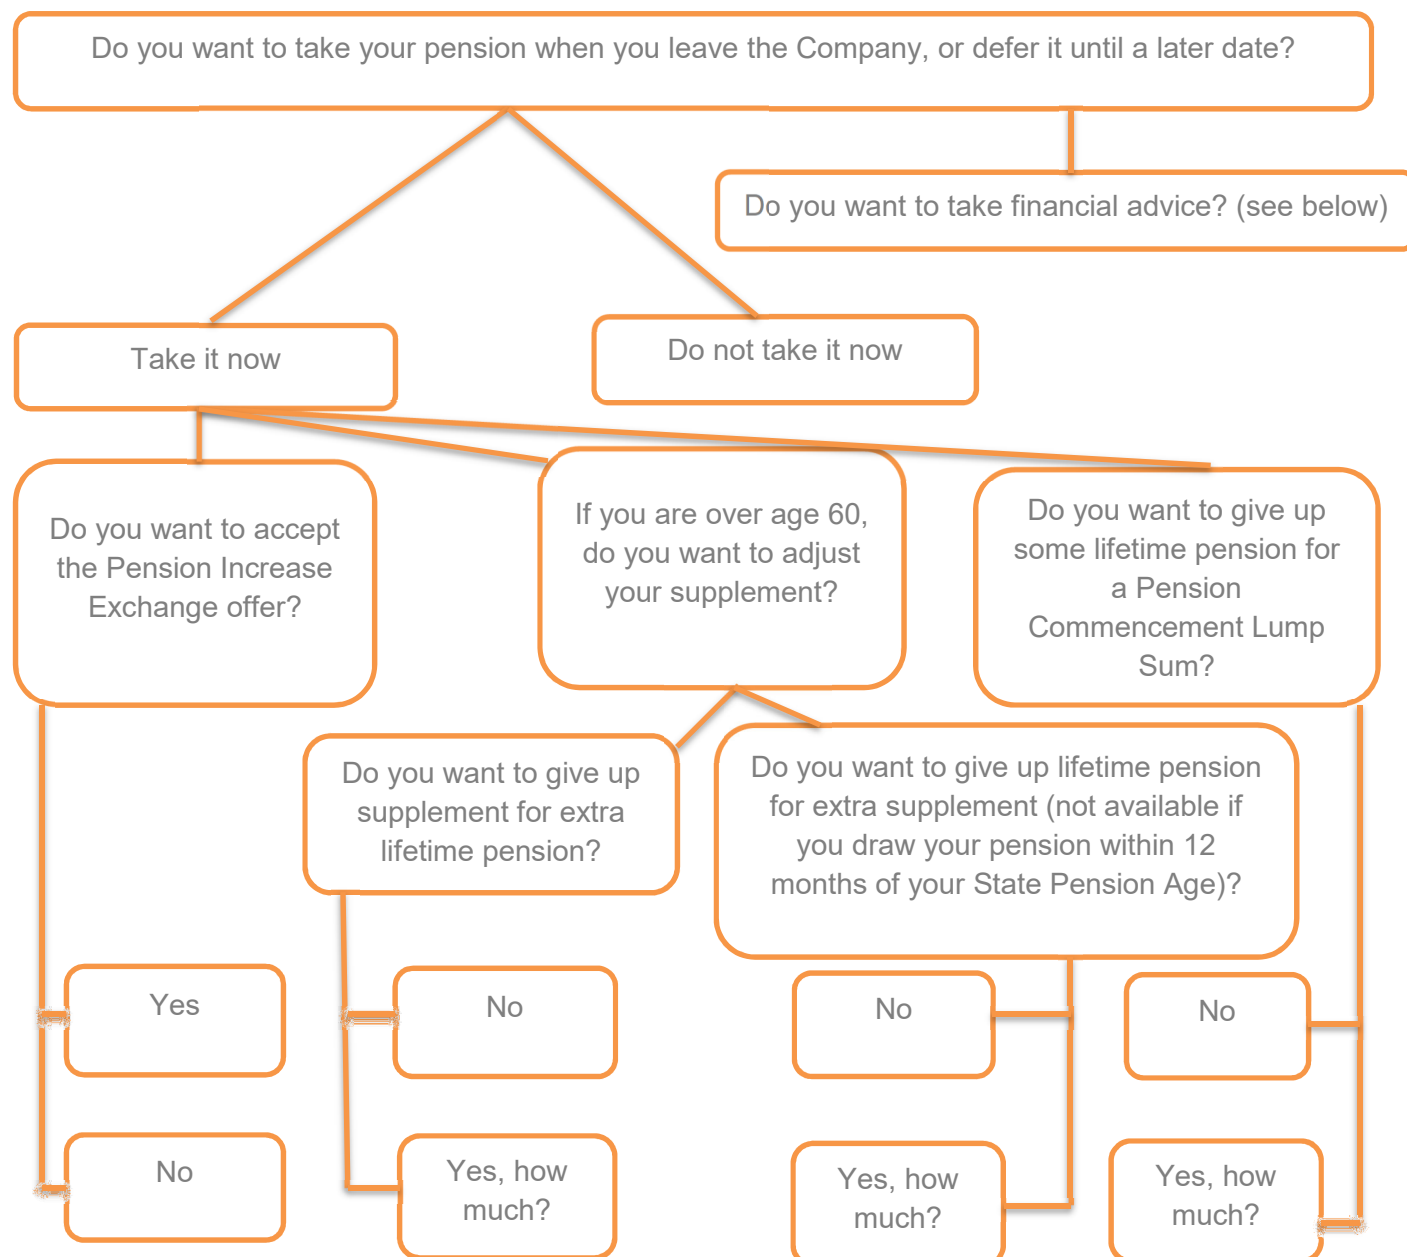 Do you want to take your pension when you leave the Company, or defer it until a later date?
Do you want to take financial advice? (see below)
Take it now
Do not take it now
Do you want to accept
the Pension Increase
Exchange offer?
If you are over age 60,
do you want to adjust
your supplement?
Do you want to give up
some lifetime pension for
a Pension
Commencement Lump
Sum?
Do you want to give up
supplement for extra
lifetime pension?
Do you want to give up lifetime pension
for extra supplement (not available if
you draw your pension within 12
months of your State Pension Age)?
Yes
No
No
No
No
Yes, how
much?
Yes, how
much?
Yes, how
much?